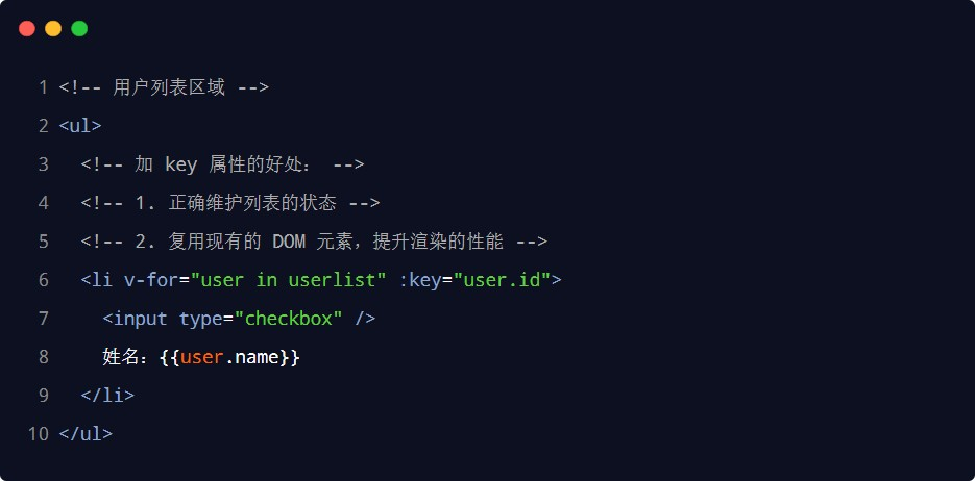 1 <!-- 用户列表区域 -->
2 <ul>
3   <!-- 加 key 属性的好处： -->
4   <!-- 1. 正确维护列表的状态 -->
5   <!-- 2. 复用现有的 DOM 元素，提升渲染的性能 -->
6   <li v-for="user in userlist" :key="user.id">
7     <input type="checkbox" />
8     姓名：{{user.name}}
9   </li>
10 </ul>